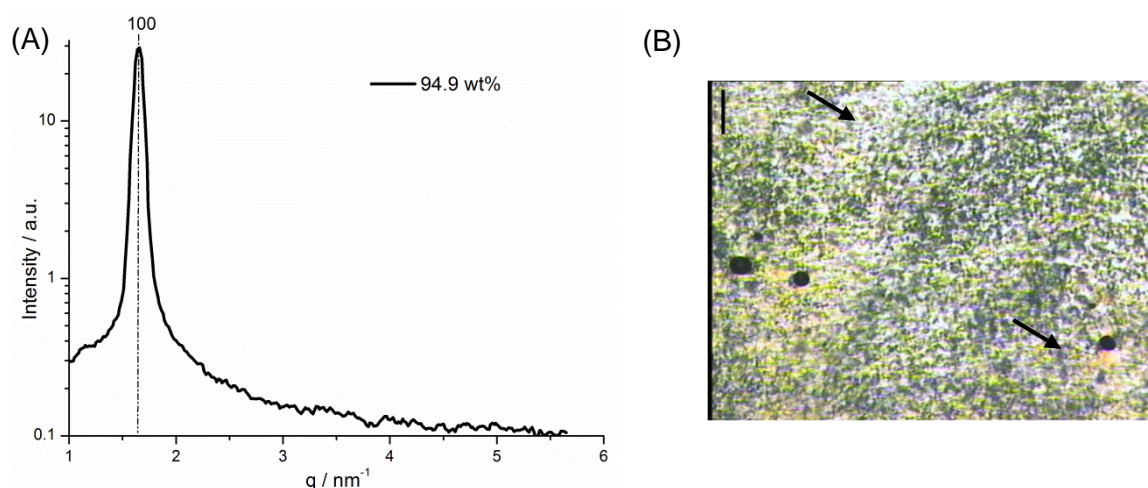 (A)
100
94.9 wt%
10
1
0.1
Intensity / a.u.
1 2 3 4 5 6
q / nm⁻¹
(B)